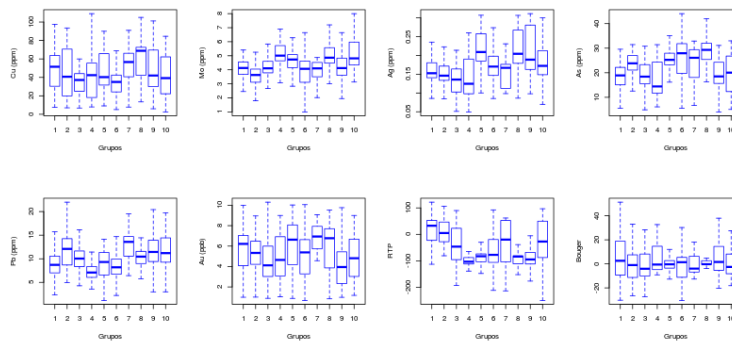 Cu (ppm)
0 20 40 60 80 100
1 2 3 4 5 6 7 8 9 10
Grupos
Mo (ppm)
1 2 3 4 5 6 7 8
1 2 3 4 5 6 7 8 9 10
Grupos
Ag (ppm)
0.05 0.15 0.25
1 2 3 4 5 6 7 8 9 10
Grupos
As (ppm)
10 20 30 40
1 2 3 4 5 6 7 8 9 10
Grupos
Pb (ppm)
5 10 15 20
1 2 3 4 5 6 7 8 9 10
Grupos
Au (ppb)
2 4 6 8 10
1 2 3 4 5 6 7 8 9 10
Grupos
RTP
-200 0 100
1 2 3 4 5 6 7 8 9 10
Grupos
Bouger
-20 0 20 40
1 2 3 4 5 6 7 8 9 10
Grupos